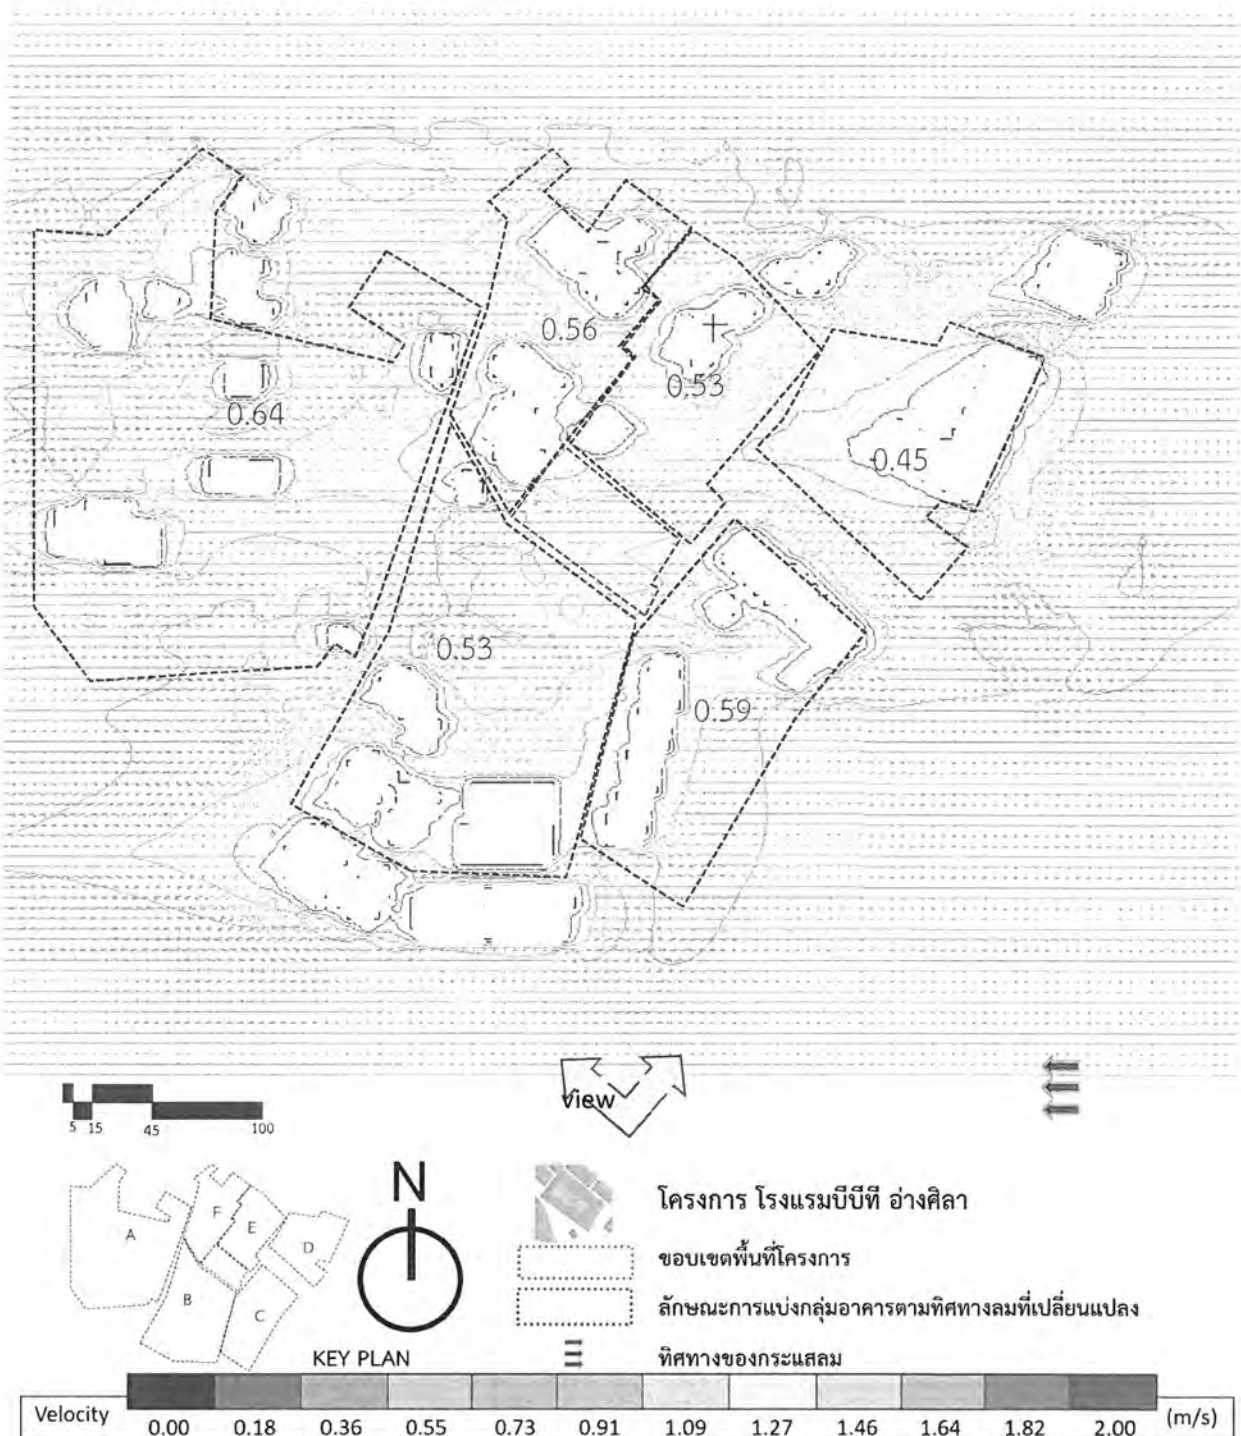 0.56
0.53
0.64
0.45
0.53
0.59
view
5 15 45 100
N
A
F
E
D
B
C
KEY PLAN
โครงการ โรงแรมบีบีที อ่างศิลา
ขอบเขตพื้นที่โครงการ
ลักษณะการแบ่งกลุ่มอาคารตามทิศทางลมที่เปลี่ยนแปลง
ทิศทางของกระแสลม
Velocity 0.00 0.18 0.36 0.55 0.73 0.91 1.09 1.27 1.46 1.64 1.82 2.00 (m/s)